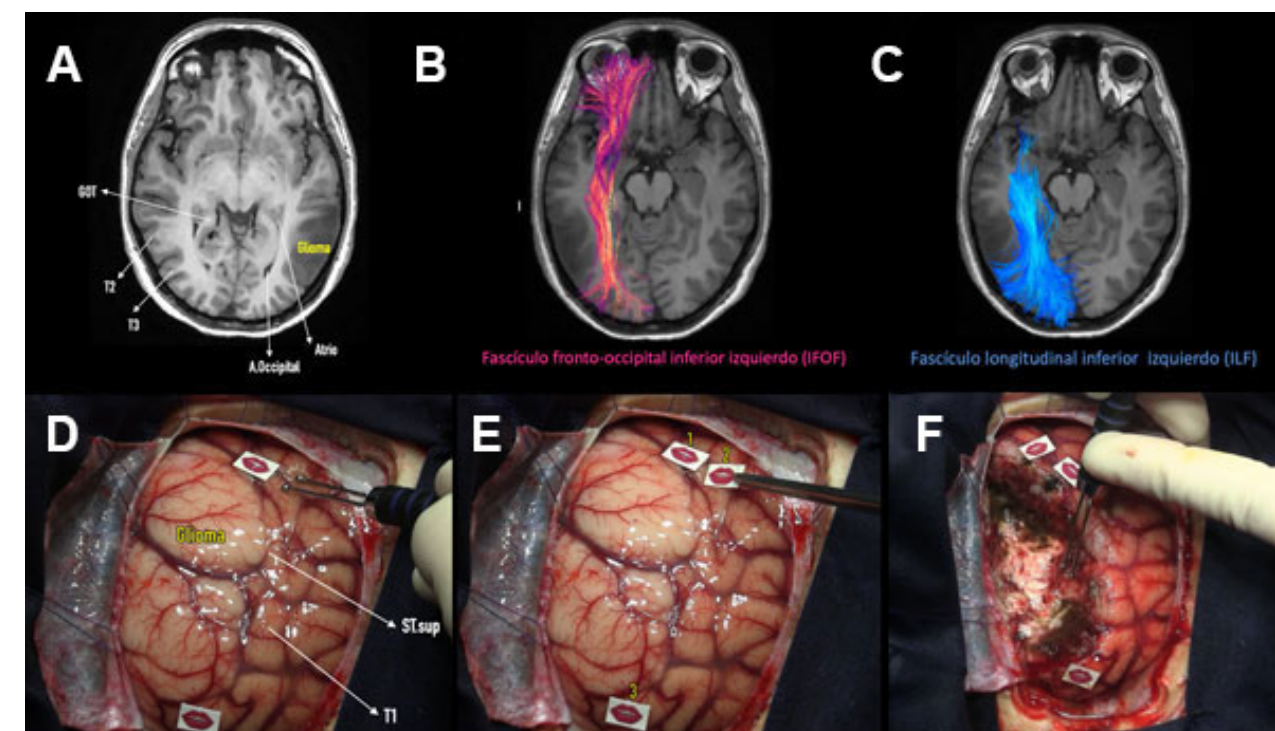 A
B
C
GOT
Glioma
T2
T3
Atrio
A.Occipital
I
Fascículo fronto-occipital inferior izquierdo (IFOF)
Fascículo longitudinal inferior izquierdo (ILF)
D
E
F
Glioma
ST.sup
T1
1
2
3